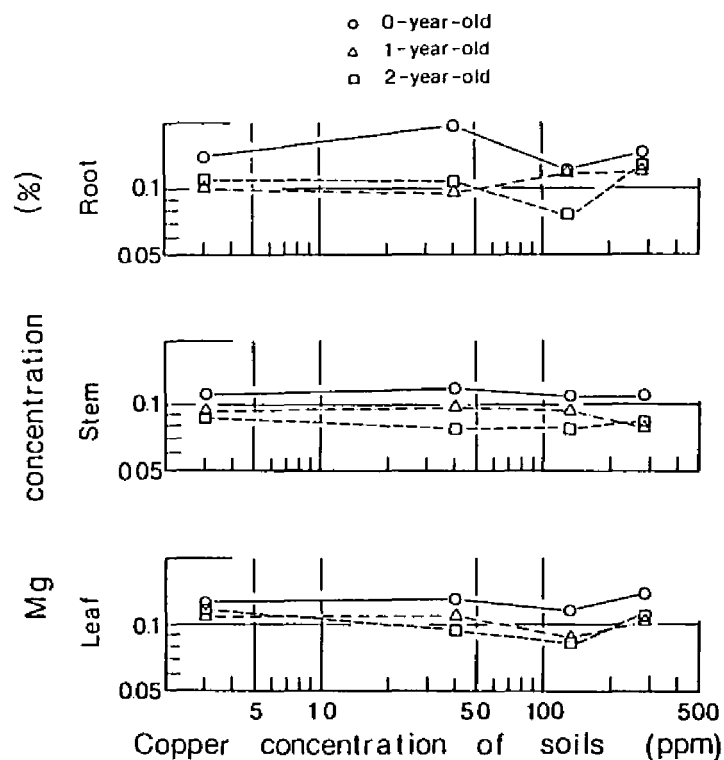 0-year-old
1-year-old
2-year-old
Mg concentration (%)
Root
0.1
0.05
Stem
0.1
0.05
Leaf
0.1
0.05
5 10 50 100 500
Copper concentration of soils (ppm)